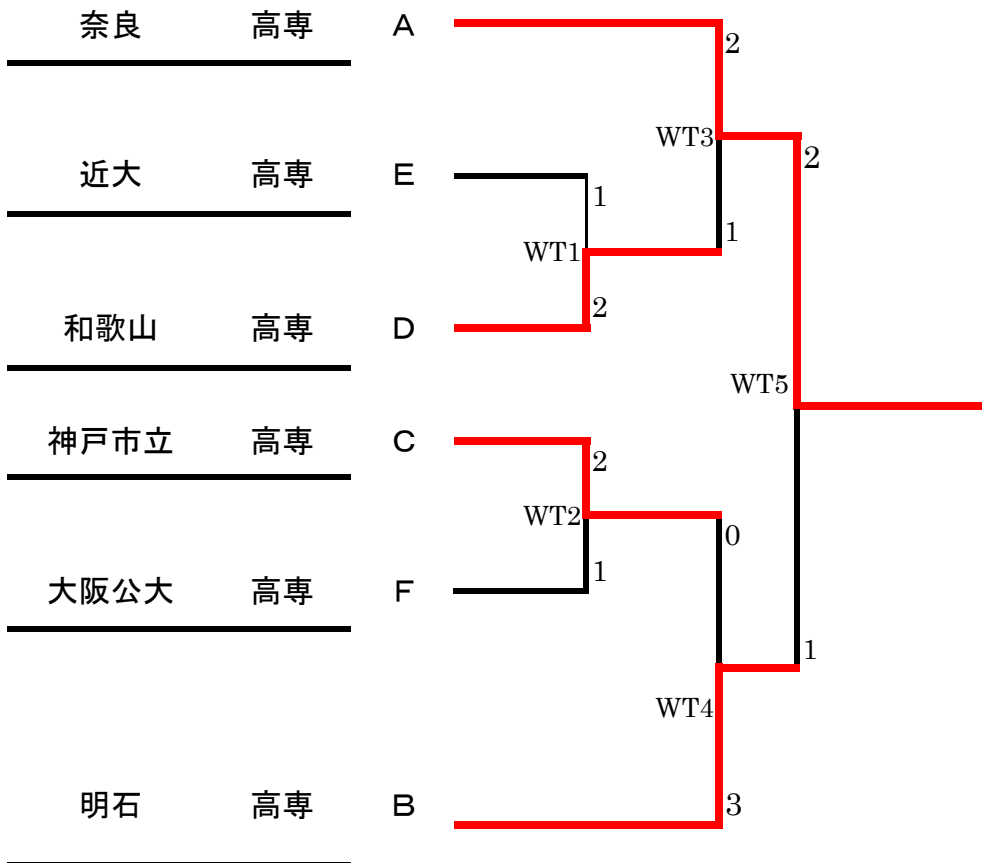 奈良 高専 A
2
WT3
2
近大 高専 E
1
1
WT1
2
和歌山 高専 D
WT5
神戸市立 高専 C
2
WT2
0
1
大阪公大 高専 F
1
WT4
明石 高専 B
3